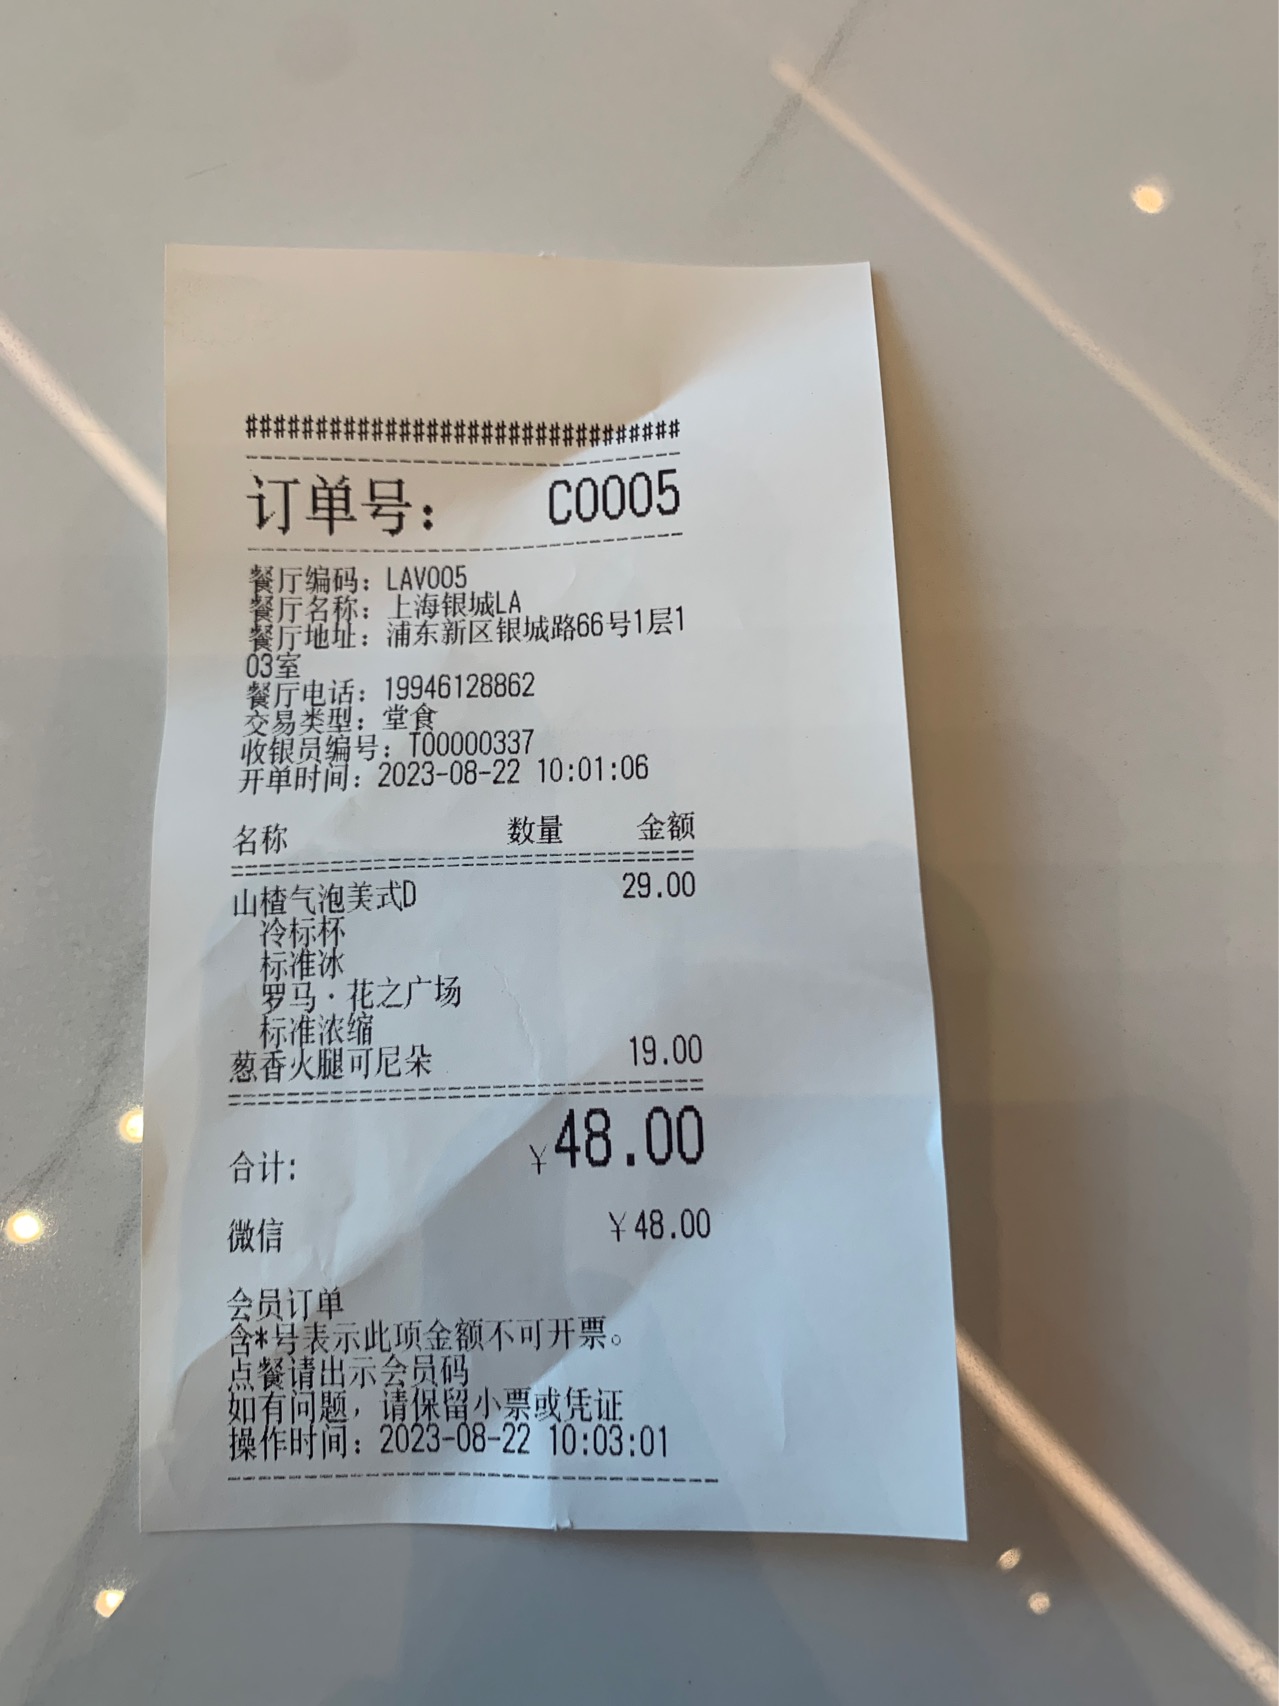 ###############################
订单号： C0005
餐厅编码：LAV005
餐厅名称：上海银城LA
餐厅地址：浦东新区银城路66号1层1
03室
餐厅电话：19946128862
交易类型：堂食
收银员编号：T00000337
开单时间：2023-08-22 10:01:06
名称 数量 金额
山楂气泡美式D 29.00
冷标杯
标准冰
罗马·花之广场
标准浓缩
葱香火腿可尼朵 19.00
合计: ¥48.00
微信 ¥48.00
会员订单
含*号表示此项金额不可开票。
点餐请出示会员码
如有问题，请保留小票或凭证
操作时间：2023-08-22 10:03:01